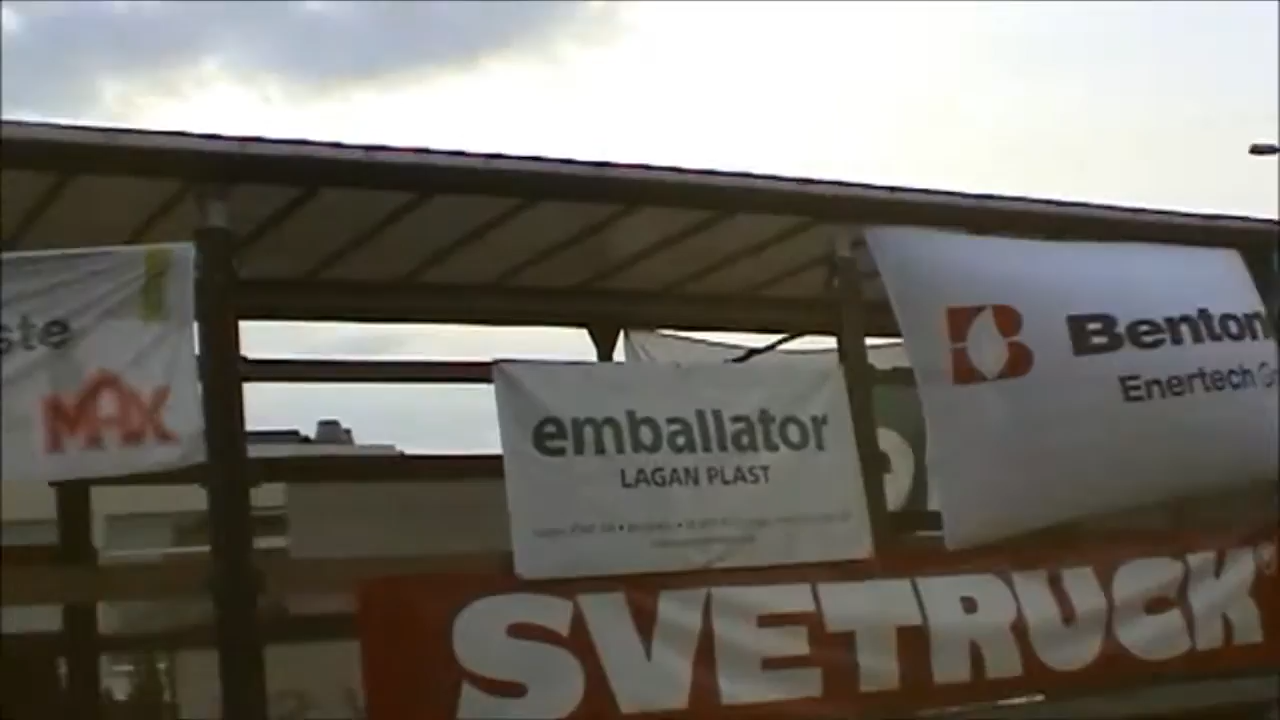 ste
MAX
emballator
LAGAN PLAST
Benton
Enertech G
SVETRUCK